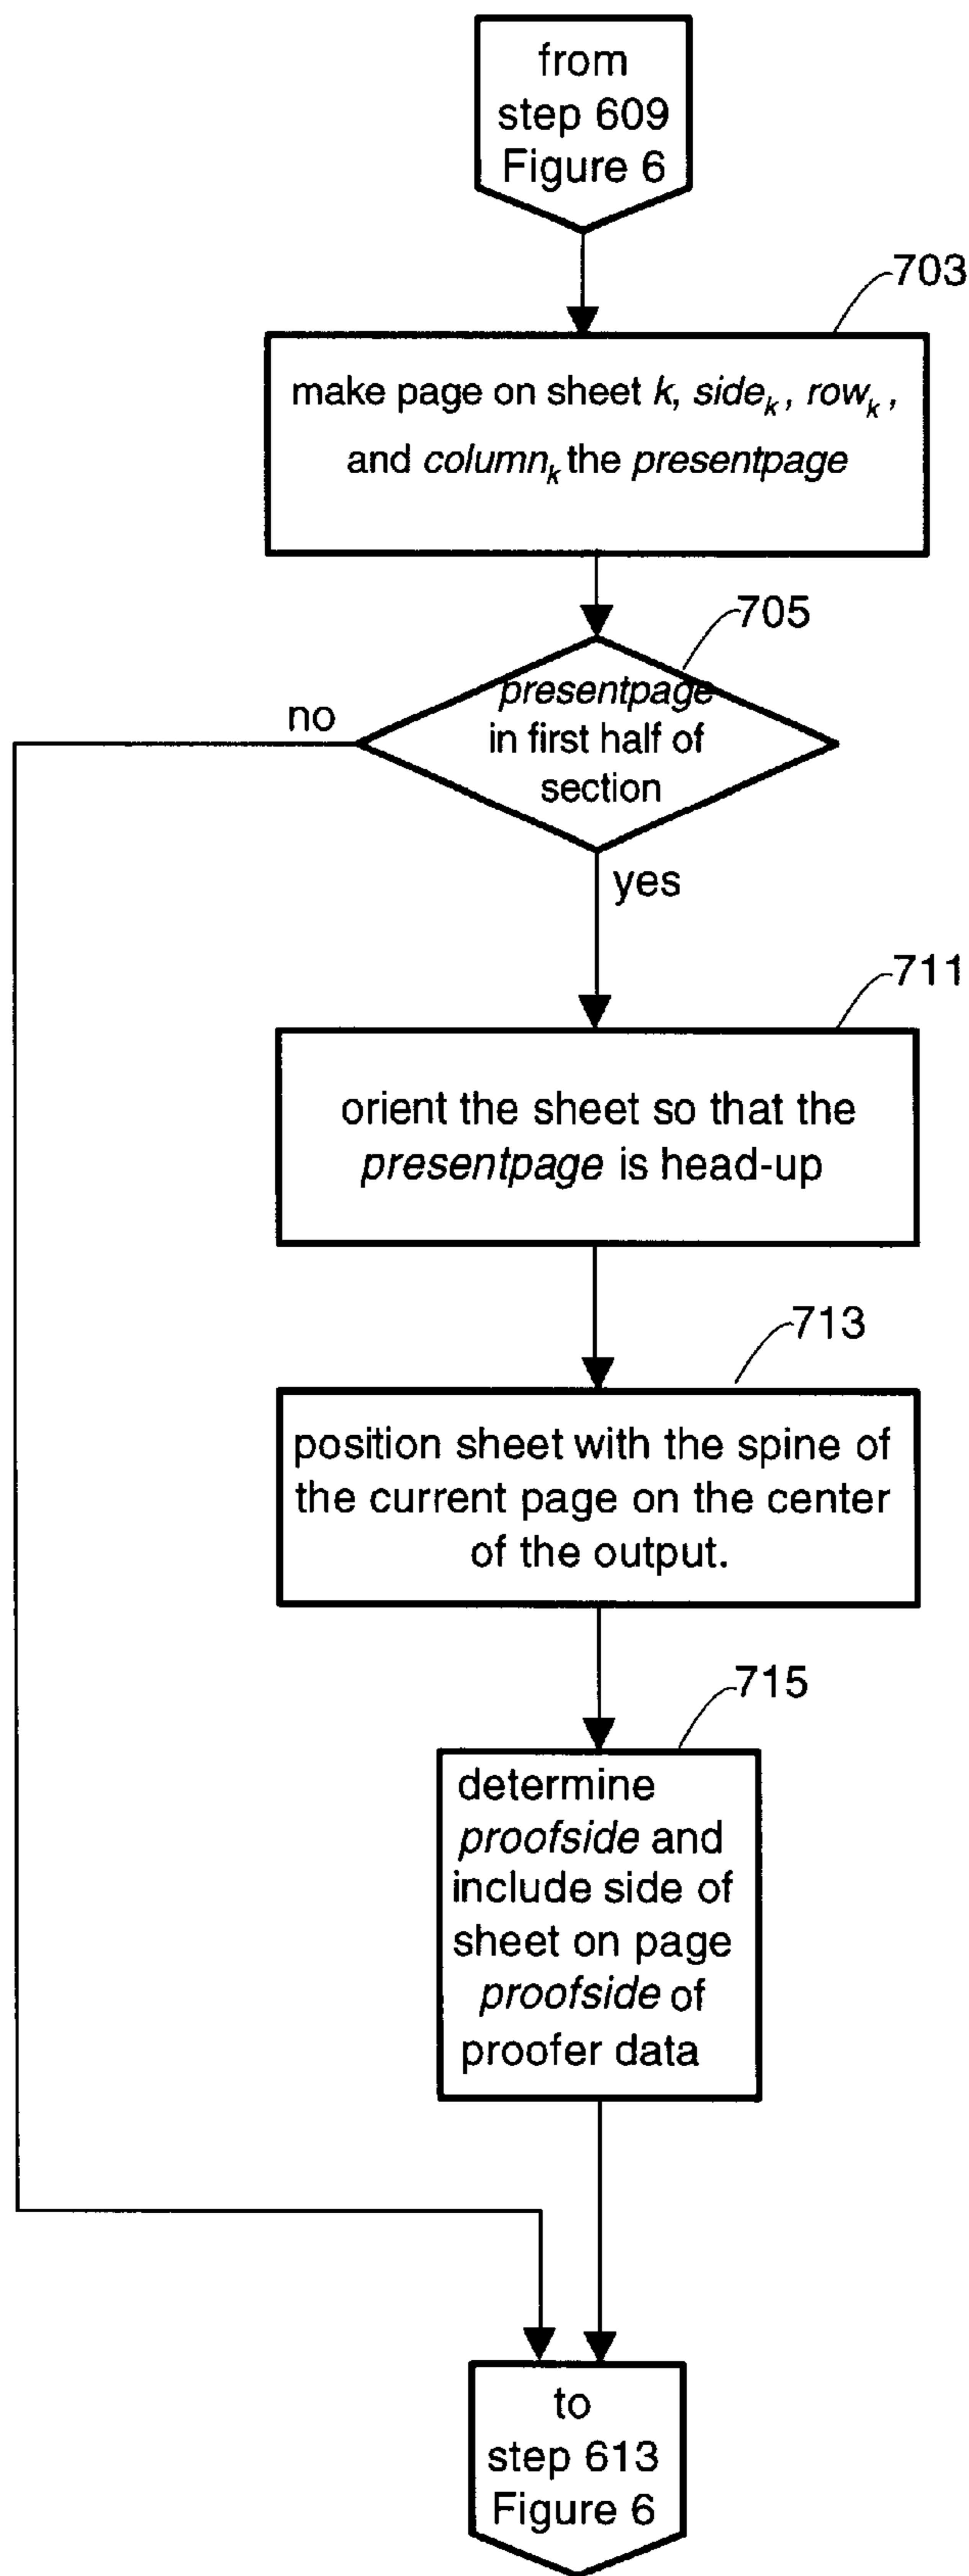 from
step 609
Figure 6
703
make page on sheet k, sideₖ, rowₖ,
and columnₖ the presentpage
705
presentpage
in first half of
section
no
yes
711
orient the sheet so that the
presentpage is head-up
713
position sheet with the spine of
the current page on the center
of the output.
715
determine
proofside and
include side of
sheet on page
proofside of
proofer data
to
step 613
Figure 6